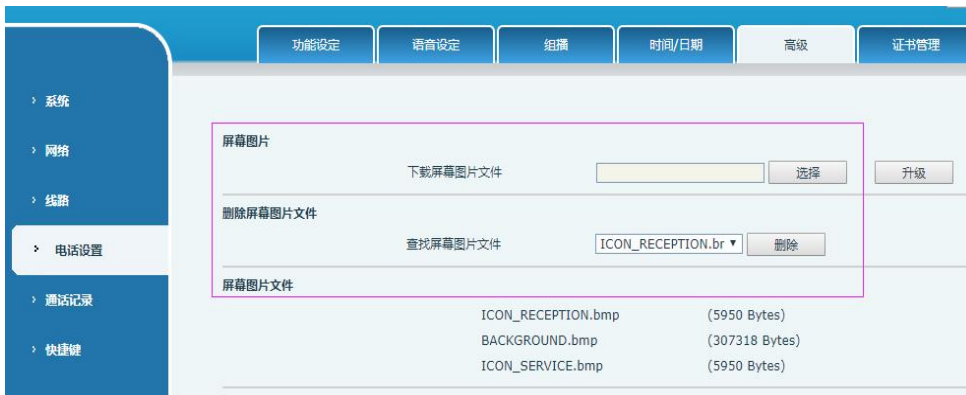 功能设定 语音设定 组播 时间/日期 高级 证书管理
系统
网络
线路
电话设置
通话记录
快捷键
屏幕图片
下载屏幕图片文件 选择 升级
删除屏幕图片文件
查找屏幕图片文件 ICON_RECEPTION.br 删除
屏幕图片文件
ICON_RECEPTION.bmp (5950 Bytes)
BACKGROUND.bmp (307318 Bytes)
ICON_SERVICE.bmp (5950 Bytes)